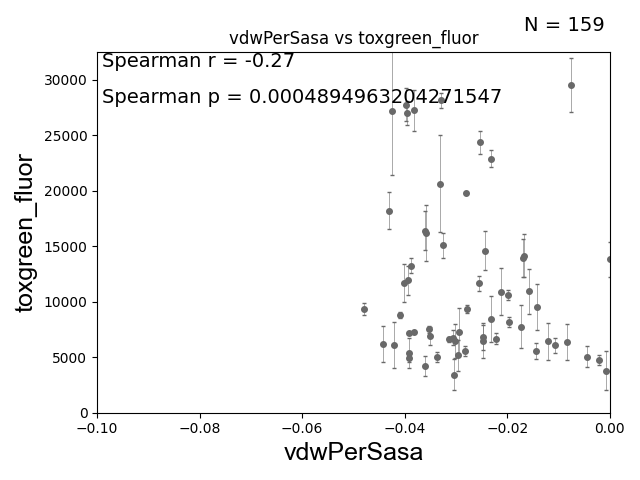 N = 159
vdwPerSasa vs toxgreen_fluor
Spearman r = -0.27
Spearman p = 0.0004894963204271547
30000
25000
20000
15000
10000
5000
0
toxgreen_fluor
−0.10 −0.08 −0.06 −0.04 −0.02 0.00
vdwPerSasa